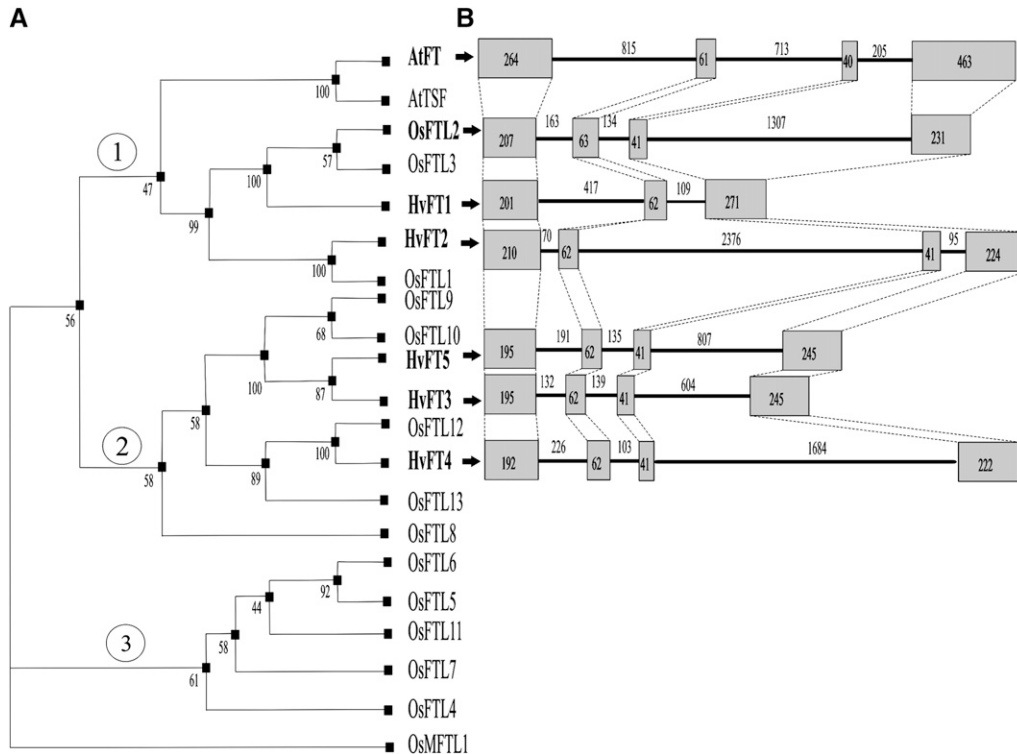 A
B
AtFT
264
815
61
713
40
205
463
100
AtTSF
1
OsFTL2
207
163
63
134
41
1307
231
57
OsFTL3
47
100
HvFT1
201
417
62
109
271
99
HvFT2
210
70
62
2376
41
95
224
100
OsFTL1
OsFTL9
56
68
OsFTL10
HvFT5
195
191
62
135
41
807
245
100
87
HvFT3
195
132
62
139
41
604
245
58
OsFTL12
2
100
HvFT4
192
226
62
103
41
1684
222
58
89
OsFTL13
OsFTL8
OsFTL6
92
OsFTL5
44
OsFTL11
3
58
OsFTL7
61
OsFTL4
OsMFTL1